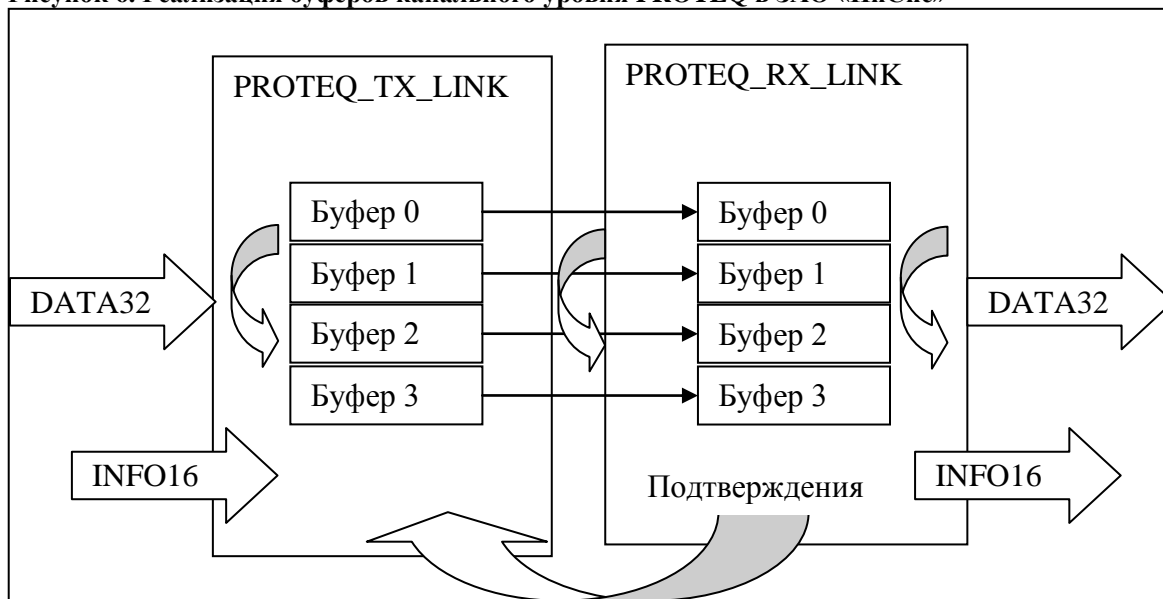 PROTEQ_TX_LINK
PROTEQ_RX_LINK
Буфер 0
Буфер 0
Буфер 1
Буфер 1
DATA32
DATA32
Буфер 2
Буфер 2
Буфер 3
Буфер 3
INFO16
INFO16
Подтверждения